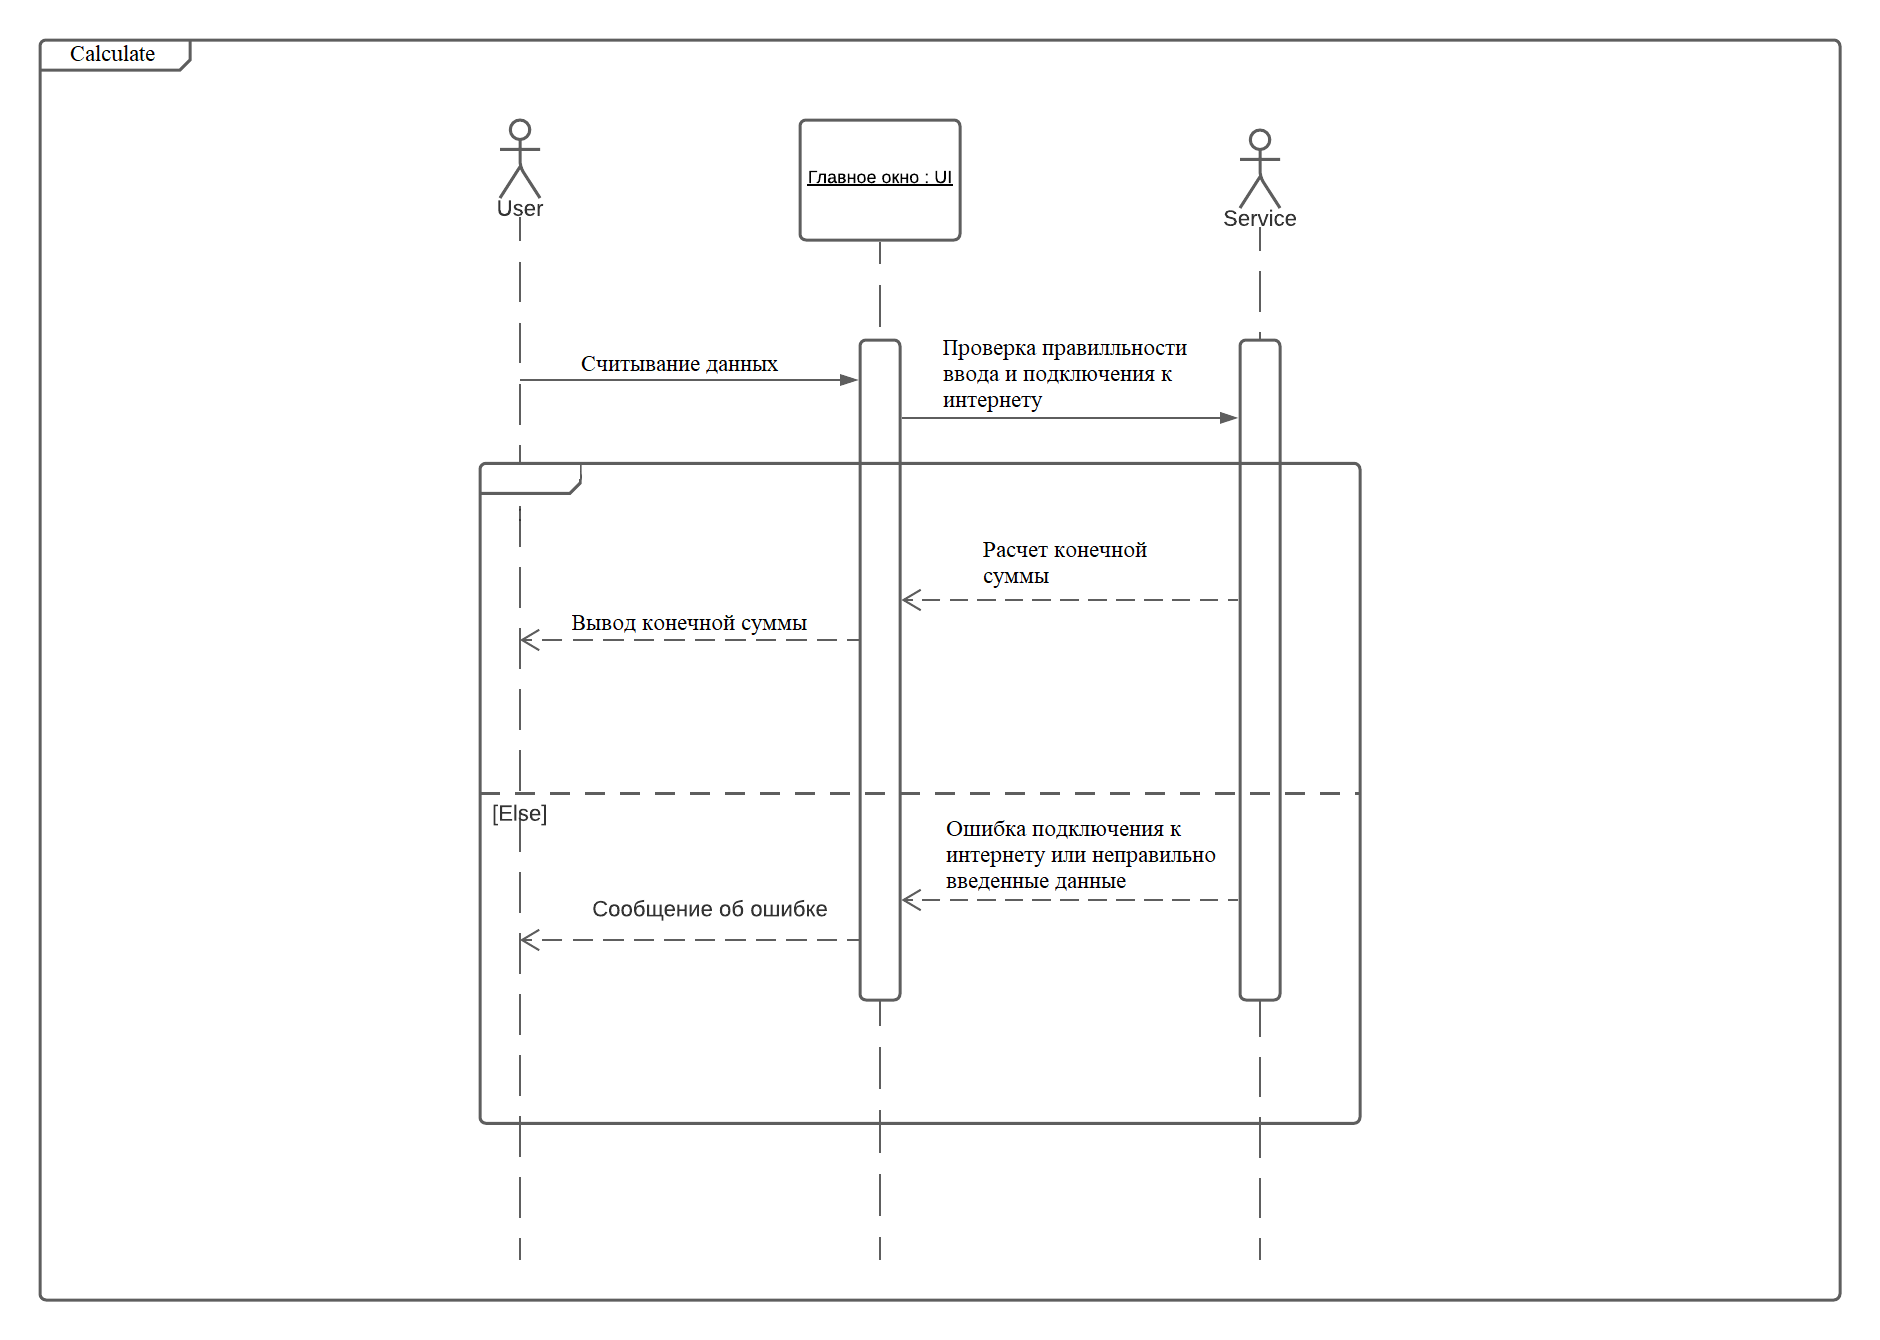 Calculate
User
Главное окно : UI
Service
Считывание данных
Проверка правилльности
ввода и подключения к
интернету
Расчет конечной
суммы
Вывод конечной суммы
[Else]
Ошибка подключения к
интернету или неправильно
введенные данные
Сообщение об ошибке